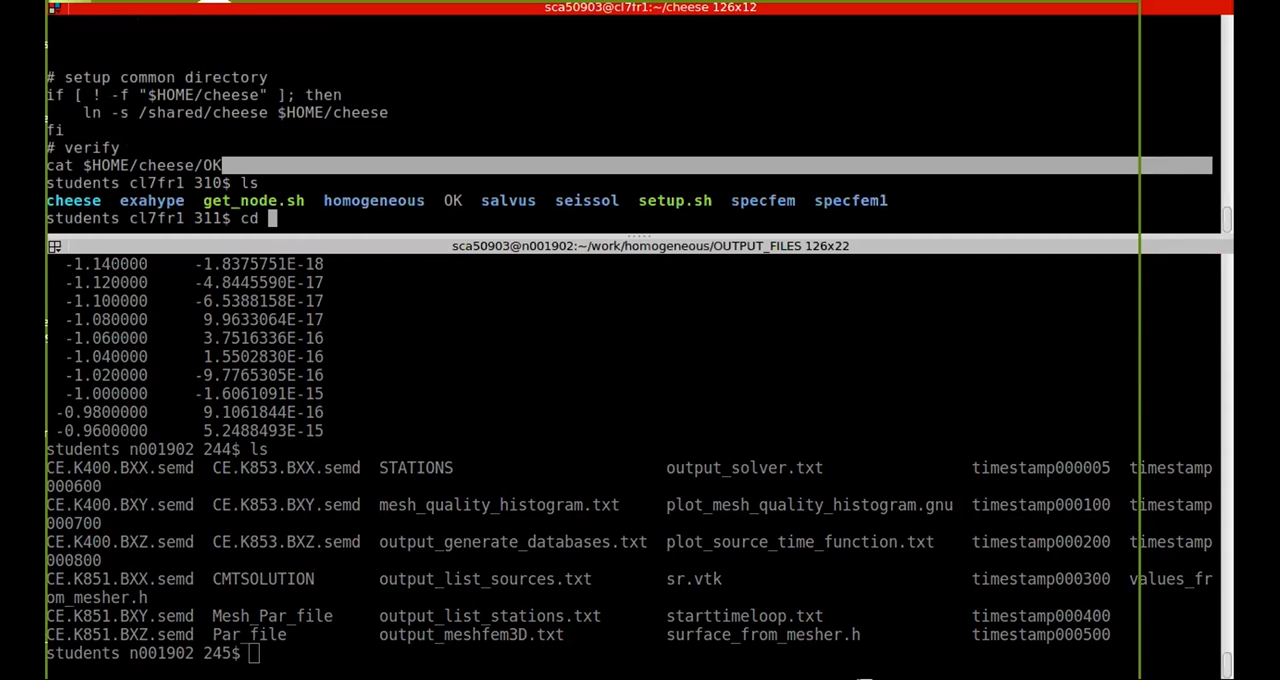 sca50903@cl7fr1:~/cheese 126x12
# setup common directory
if [ ! -f "$HOME/cheese" ]; then
    ln -s /shared/cheese $HOME/cheese
fi
# verify
cat $HOME/cheese/OK
students cl7fr1 310$ ls
cheese  exahype  get_node.sh  homogeneous  OK  salvus  seissol  setup.sh  specfem  specfem1
students cl7fr1 311$ cd
sca50903@n001902:~/work/homogeneous/OUTPUT_FILES 126x22
  -1.140000     -1.8375751E-18
  -1.120000     -4.8445590E-17
  -1.100000     -6.5388158E-17
  -1.080000      9.9633064E-17
  -1.060000      3.7516336E-16
  -1.040000      1.5502830E-16
  -1.020000     -9.7765305E-16
  -1.000000     -1.6061091E-15
 -0.9800000      9.1061844E-16
 -0.9600000      5.2488493E-15
students n001902 244$ ls
CE.K400.BXX.semd  CE.K853.BXX.semd  STATIONS                       output_solver.txt                timestamp000005  timestamp
000600
CE.K400.BXY.semd  CE.K853.BXY.semd  mesh_quality_histogram.txt     plot_mesh_quality_histogram.gnu  timestamp000100  timestamp
000700
CE.K400.BXZ.semd  CE.K853.BXZ.semd  output_generate_databases.txt  plot_source_time_function.txt    timestamp000200  timestamp
000800
CE.K851.BXX.semd  CMTSOLUTION       output_list_sources.txt        sr.vtk                           timestamp000300  values_fr
om_mesher.h
CE.K851.BXY.semd  Mesh_Par_file     output_list_stations.txt       starttimeloop.txt                timestamp000400
CE.K851.BXZ.semd  Par_file          output_meshfem3D.txt           surface_from_mesher.h            timestamp000500
students n001902 245$